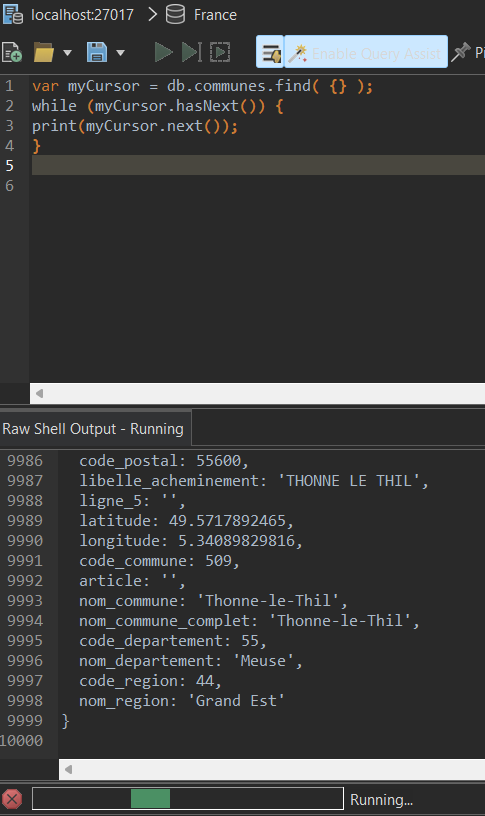 localhost:27017 France
Enable Query Assist Pi
1 var myCursor = db.communes.find( {} );
2 while (myCursor.hasNext()) {
3 print(myCursor.next());
4 }
5
6
Raw Shell Output - Running
9986 code_postal: 55600,
9987 libelle_acheminement: 'THONNE LE THIL',
9988 ligne_5: '',
9989 latitude: 49.5717892465,
9990 longitude: 5.34089829816,
9991 code_commune: 509,
9992 article: '',
9993 nom_commune: 'Thonne-le-Thil',
9994 nom_commune_complet: 'Thonne-le-Thil',
9995 code_departement: 55,
9996 nom_departement: 'Meuse',
9997 code_region: 44,
9998 nom_region: 'Grand Est'
9999 }
10000
Running...